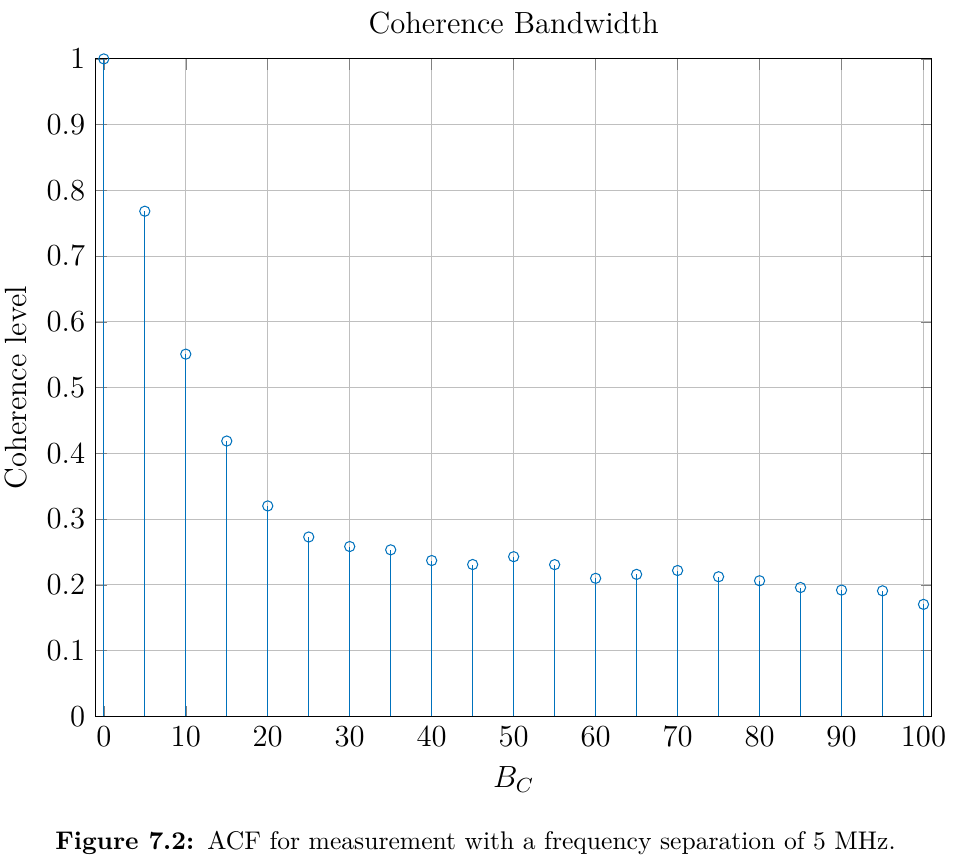 Coherence Bandwidth
1
0.9
0.8
0.7
0.6
0.5
0.4
0.3
0.2
0.1
0
Coherence level
0 10 20 30 40 50 60 70 80 90 100
B_C
Figure 7.2: ACF for measurement with a frequency separation of 5 MHz.